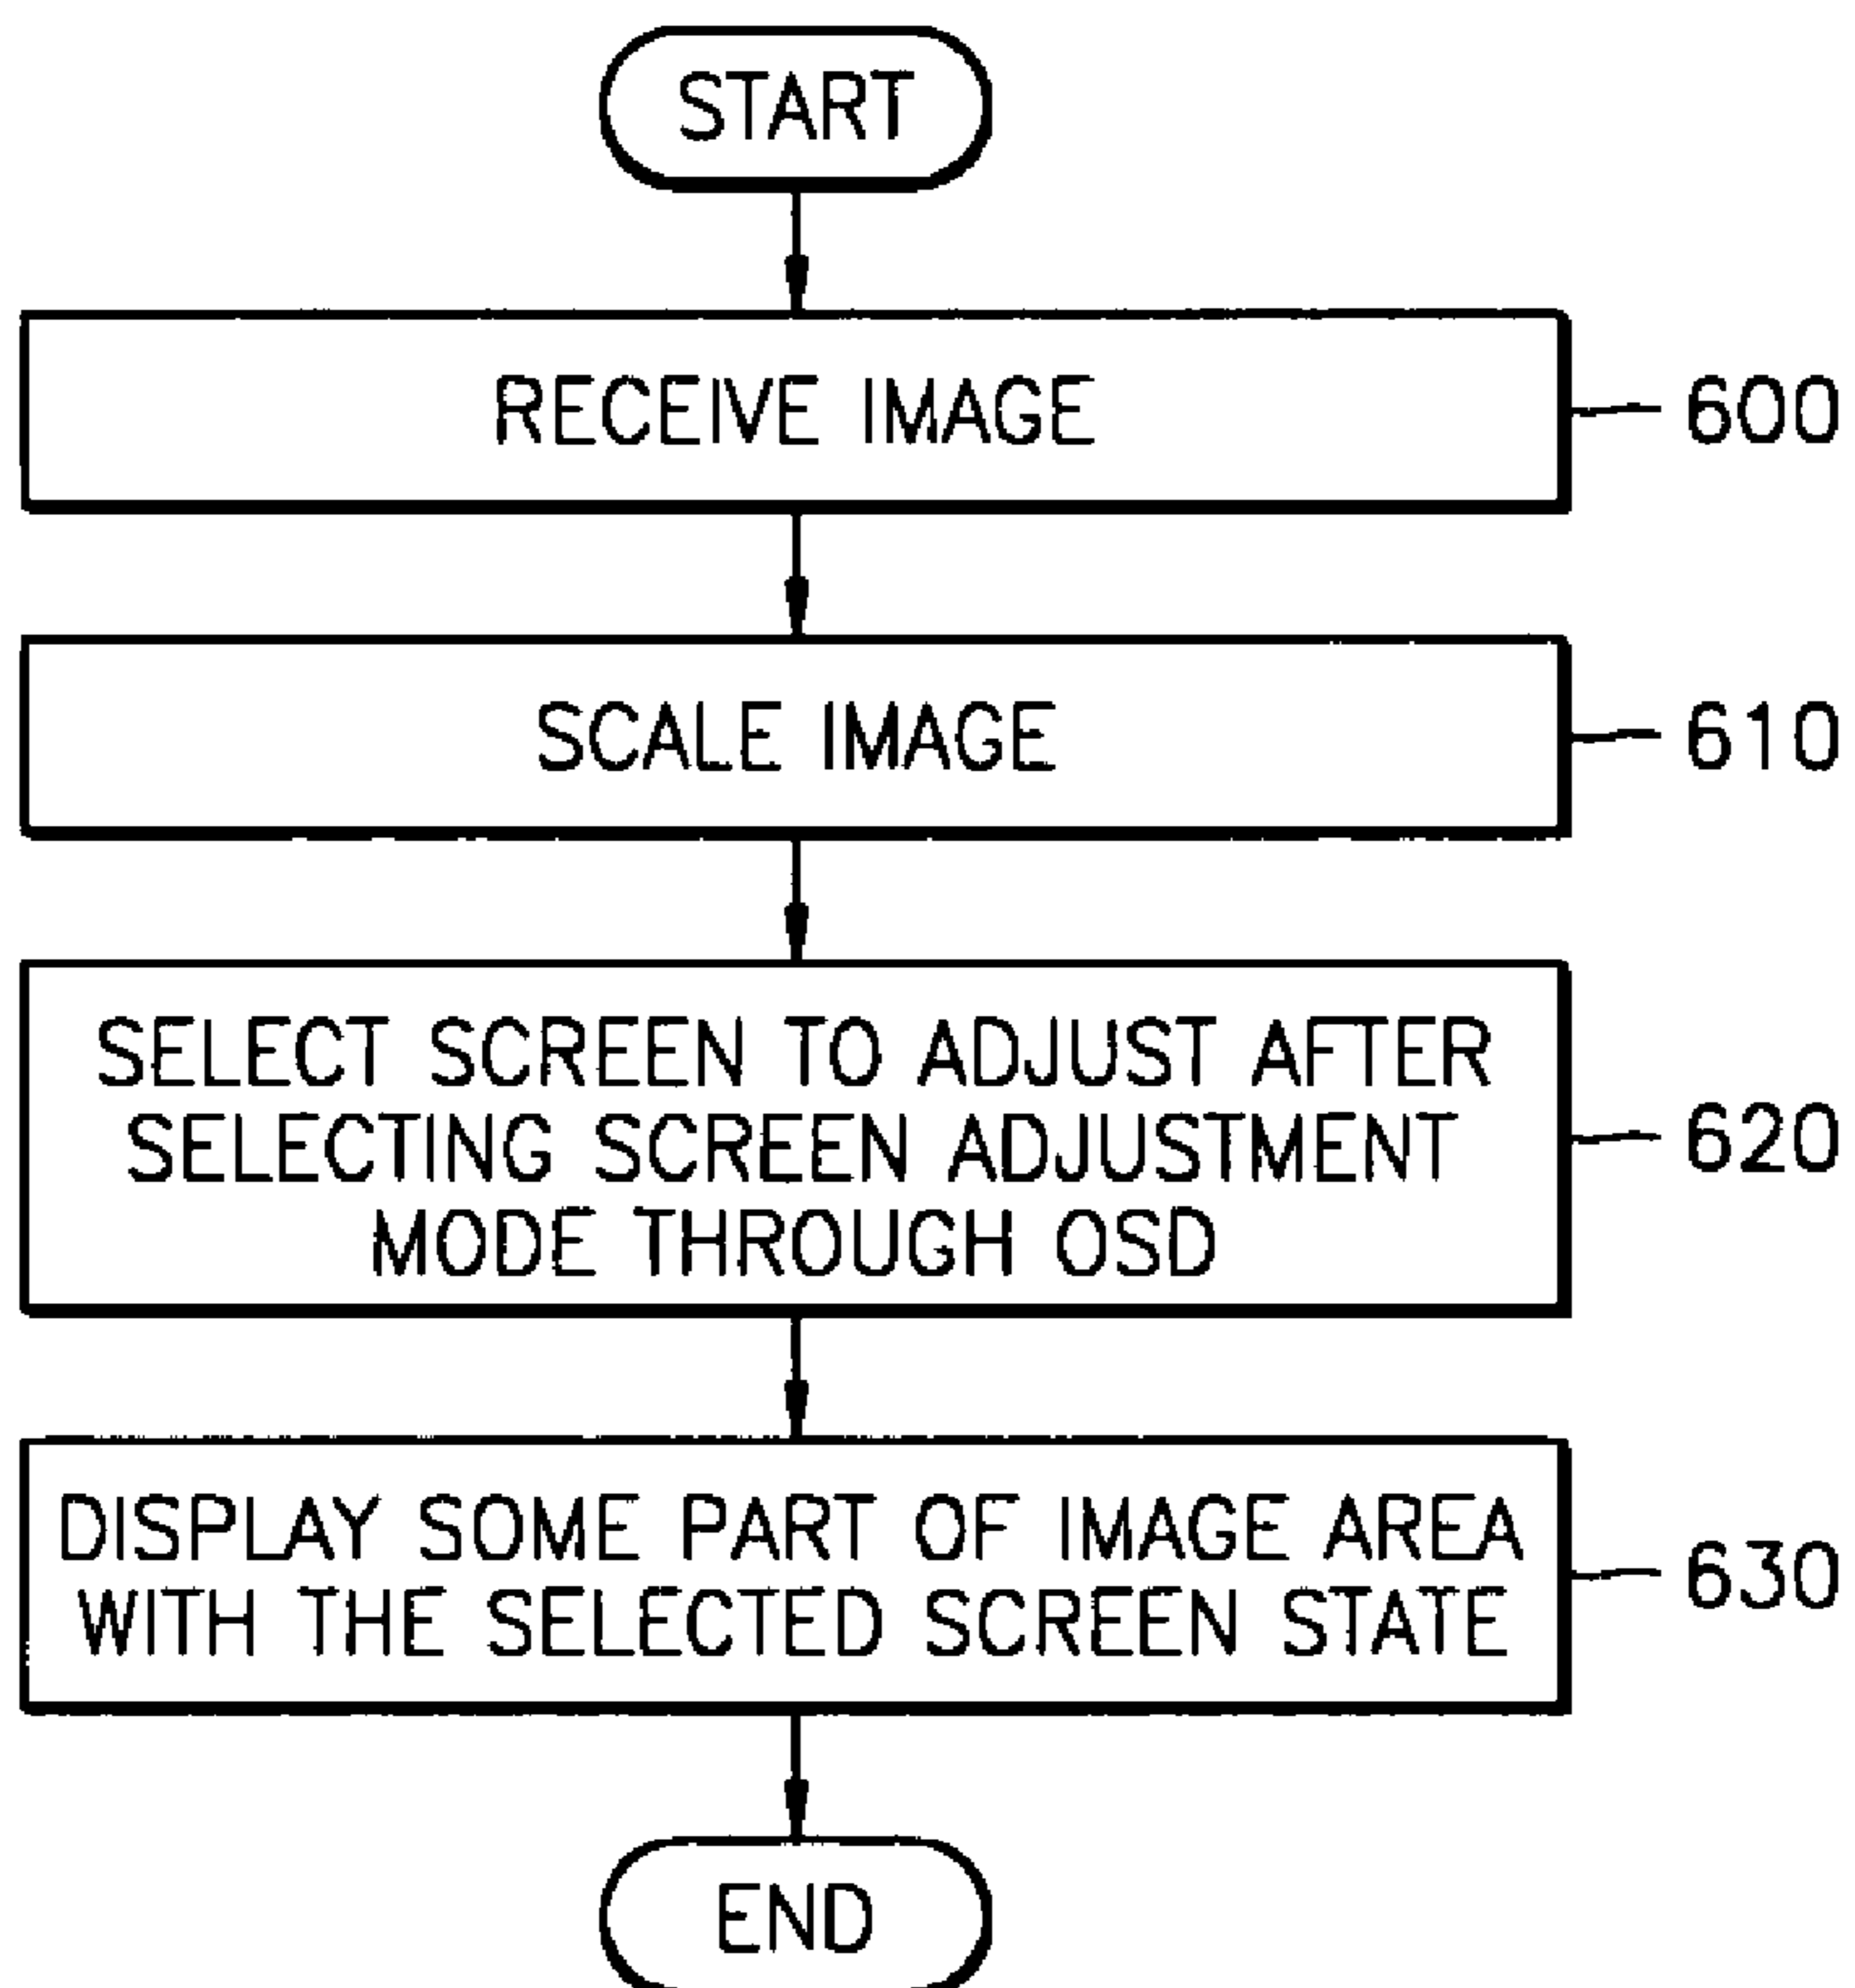 START
RECEIVE IMAGE
600
SCALE IMAGE
610
SELECT SCREEN TO ADJUST AFTER
SELECTING SCREEN ADJUSTMENT
MODE THROUGH OSD
620
DISPLAY SOME PART OF IMAGE AREA
WITH THE SELECTED SCREEN STATE
630
END